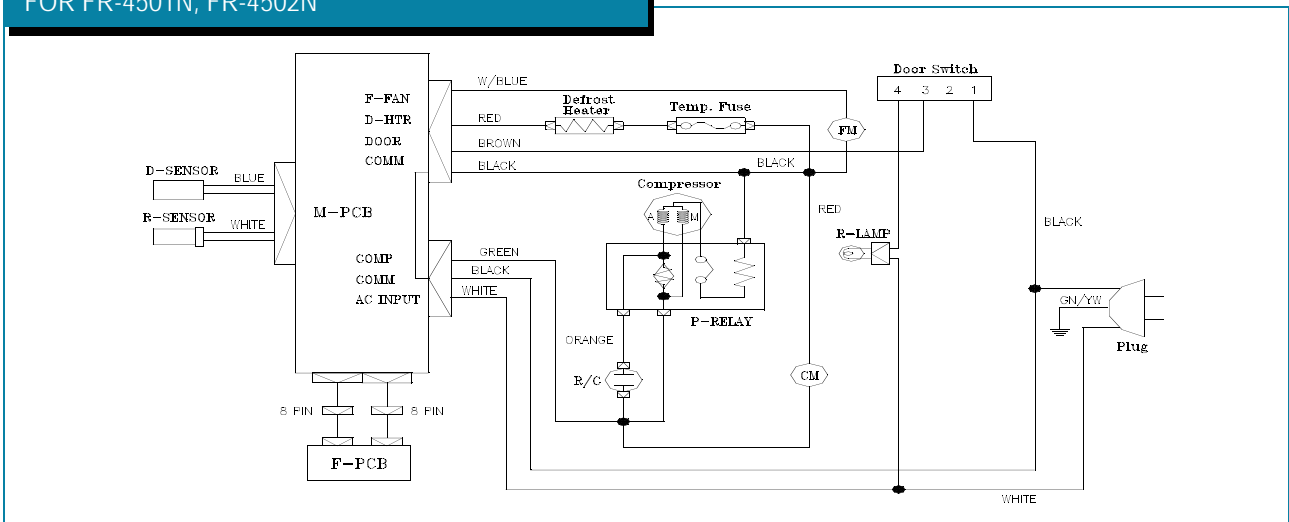 FOR FR-4501N, FR-4502N
Door Switch
4 3 2 1
W/BLUE
F-FAN
Defrost
Heater
Temp. Fuse
D-HTR
RED
FM
DOOR
BROWN
COMM
BLACK
BLACK
D-SENSOR
BLUE
Compressor
R-SENSOR
M-PCB
A M
RED
WHITE
BLACK
R-LAMP
COMP
GREEN
COMM
BLACK
AC INPUT
WHITE
GN/YW
P-RELAY
ORANGE
Plug
R/C
CM
8 PIN
8 PIN
F-PCB
WHITE